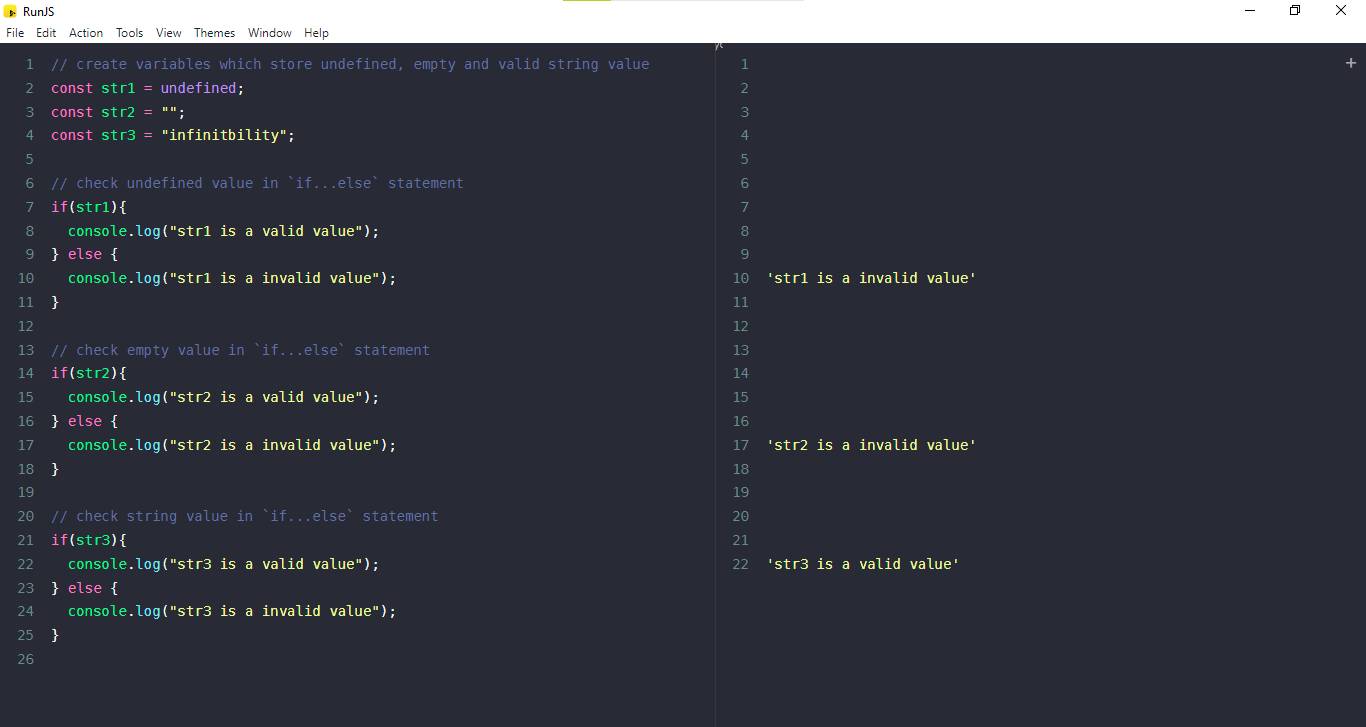 RunJS
File Edit Action Tools View Themes Window Help
1 // create variables which store undefined, empty and valid string value
2 const str1 = undefined;
3 const str2 = "";
4 const str3 = "infinitbility";
5
6 // check undefined value in `if...else` statement
7 if(str1){
8   console.log("str1 is a valid value");
9 } else {
10   console.log("str1 is a invalid value");
11 }
12
13 // check empty value in `if...else` statement
14 if(str2){
15   console.log("str2 is a valid value");
16 } else {
17   console.log("str2 is a invalid value");
18 }
19
20 // check string value in `if...else` statement
21 if(str3){
22   console.log("str3 is a valid value");
23 } else {
24   console.log("str3 is a invalid value");
25 }
26
1
2
3
4
5
6
7
8
9
10 'str1 is a invalid value'
11
12
13
14
15
16
17 'str2 is a invalid value'
18
19
20
21
22 'str3 is a valid value'